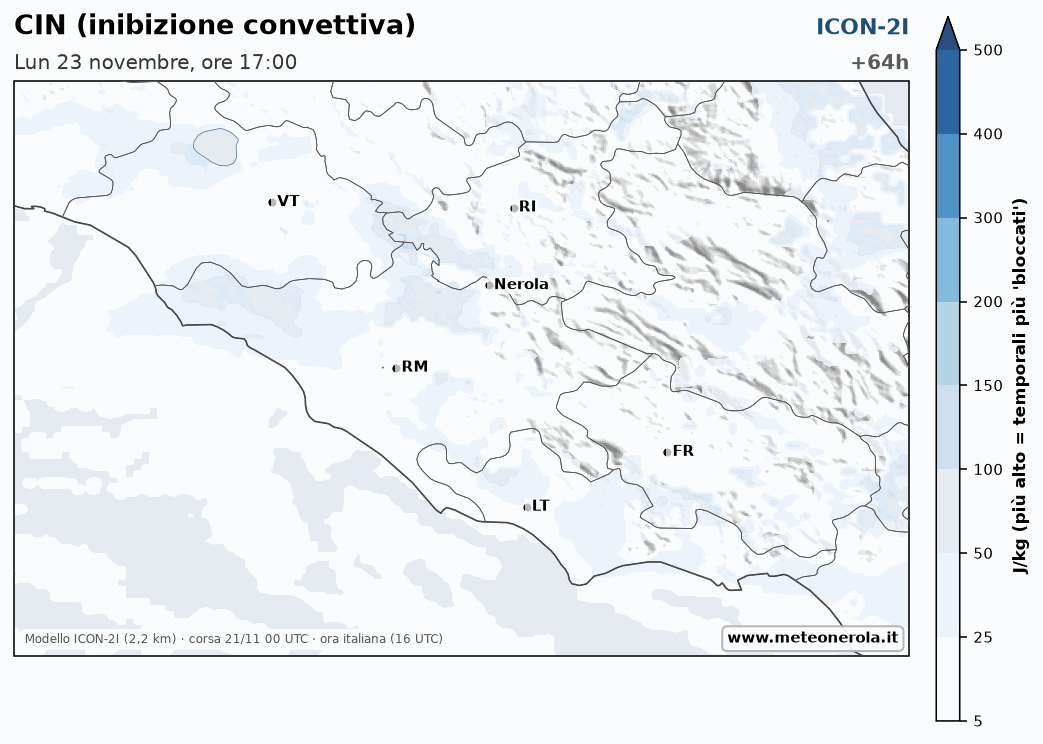 CIN (inibizione convettiva)
ICON-2I
Lun 23 novembre, ore 17:00
+64h
500
400
300
200
150
100
50
25
5
J/kg (più alto = temporali più 'bloccati')
VT
RI
Nerola
RM
FR
LT
Modello ICON-2I (2,2 km) · corsa 21/11 00 UTC · ora italiana (16 UTC)
www.meteonerola.it